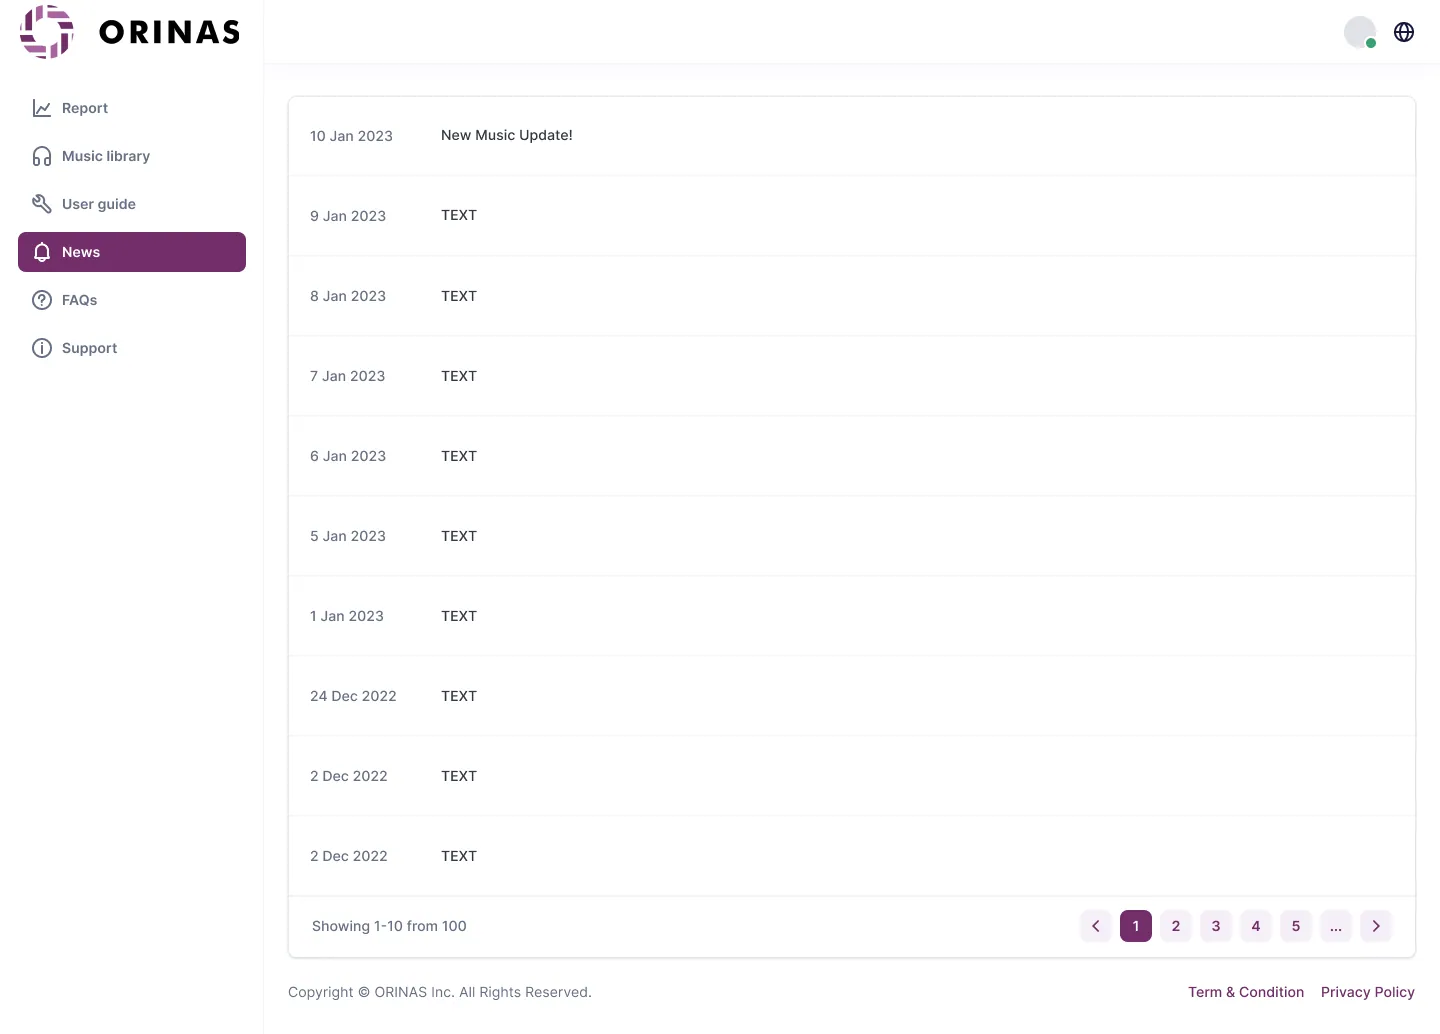 ORINAS
Report
Music library
User guide
News
FAQs
Support
10 Jan 2023 New Music Update!
9 Jan 2023 TEXT
8 Jan 2023 TEXT
7 Jan 2023 TEXT
6 Jan 2023 TEXT
5 Jan 2023 TEXT
1 Jan 2023 TEXT
24 Dec 2022 TEXT
2 Dec 2022 TEXT
2 Dec 2022 TEXT
Showing 1-10 from 100 1 2 3 4 5 ...
Copyright © ORINAS Inc. All Rights Reserved. Term & Condition Privacy Policy